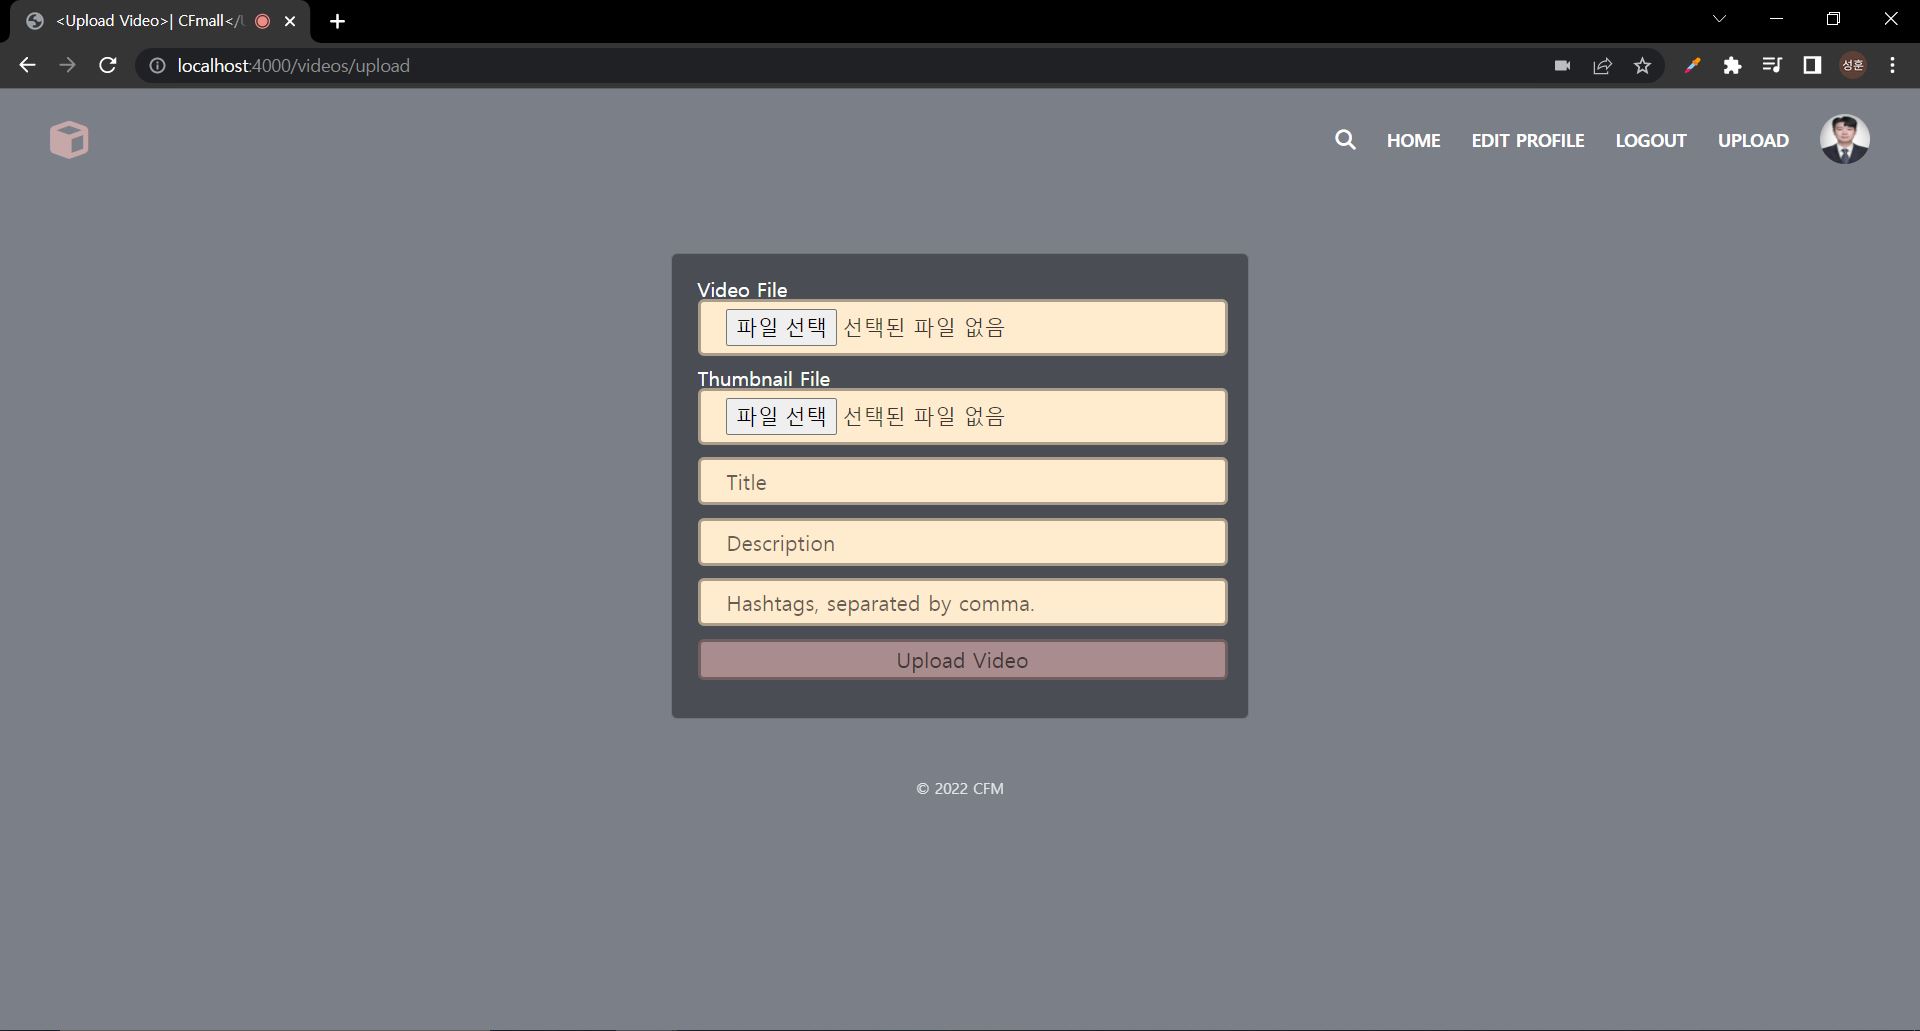 <Upload Video>| CFmall</
localhost:4000/videos/upload
성훈
HOME EDIT PROFILE LOGOUT UPLOAD
Video File
파일 선택 선택된 파일 없음
Thumbnail File
파일 선택 선택된 파일 없음
Title
Description
Hashtags, separated by comma.
Upload Video
© 2022 CFM